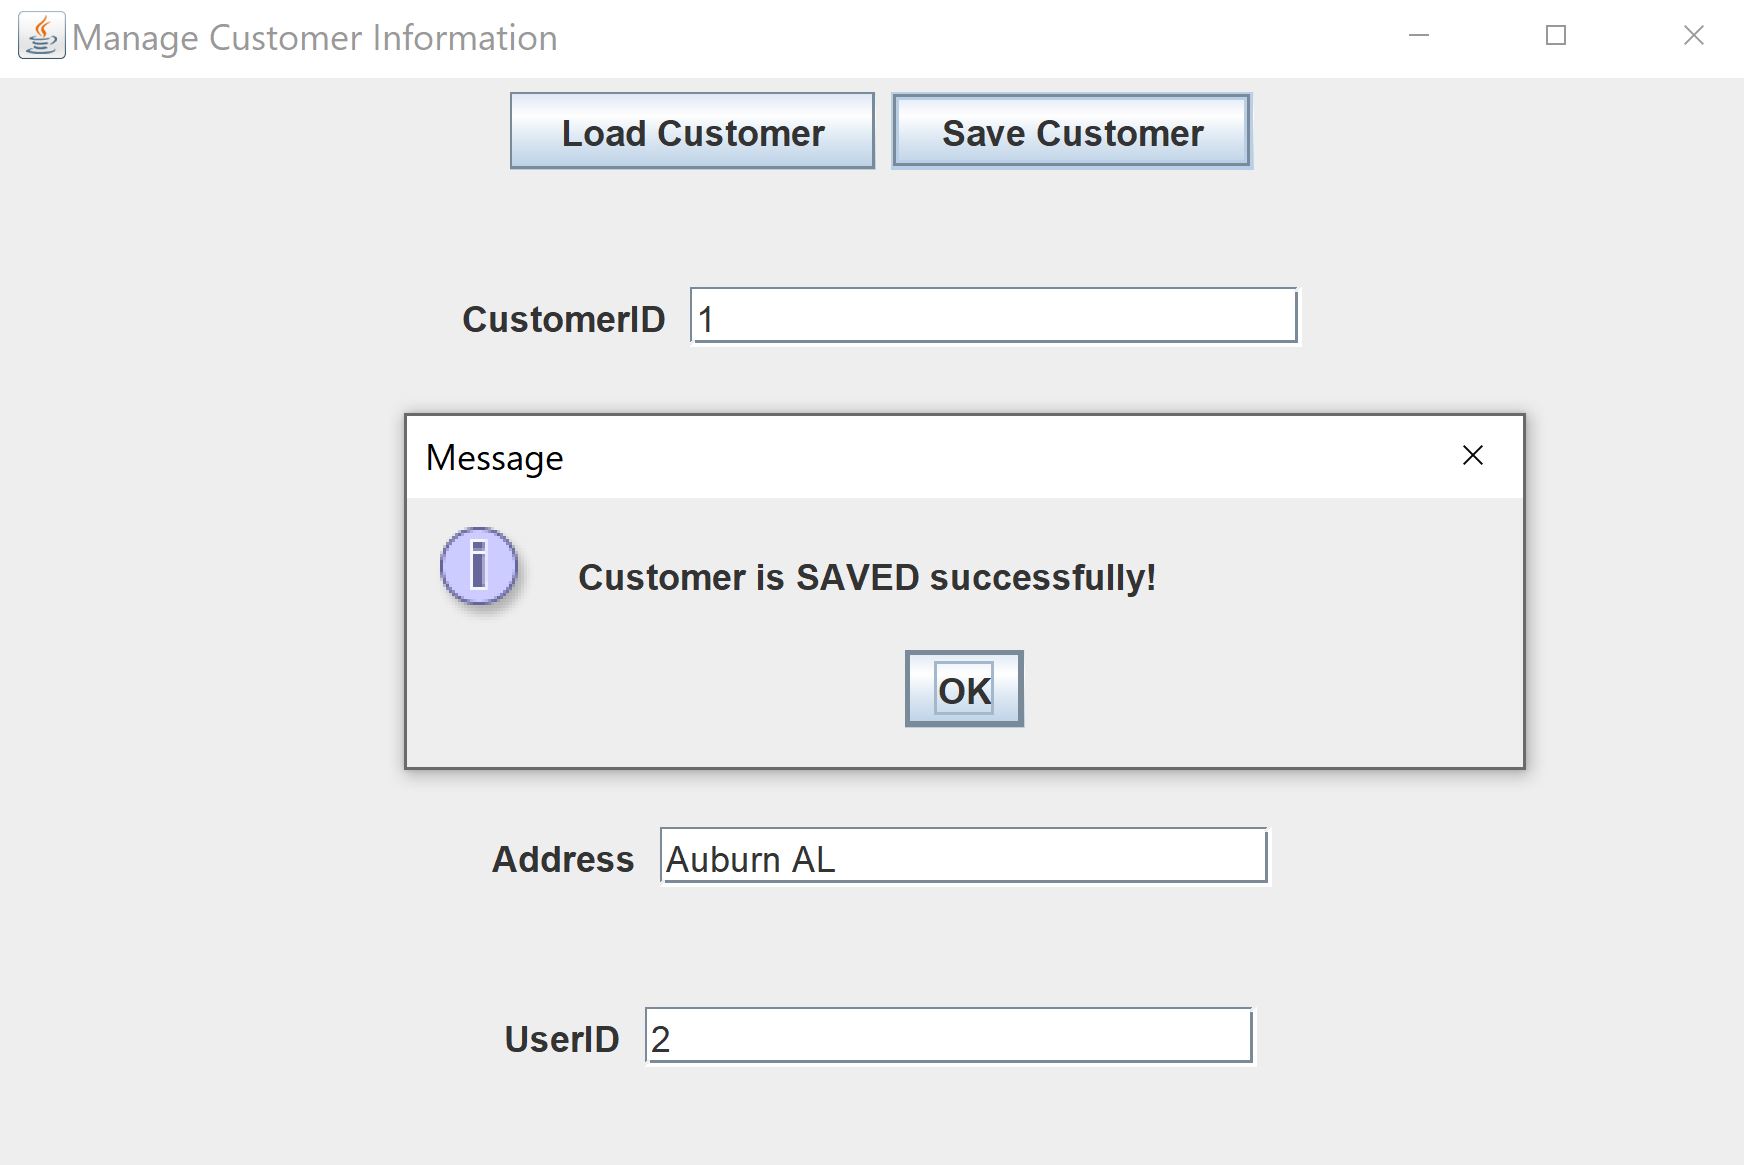 Manage Customer Information
Load Customer Save Customer
CustomerID 1
Message
Customer is SAVED successfully!
OK
Address Auburn AL
UserID 2